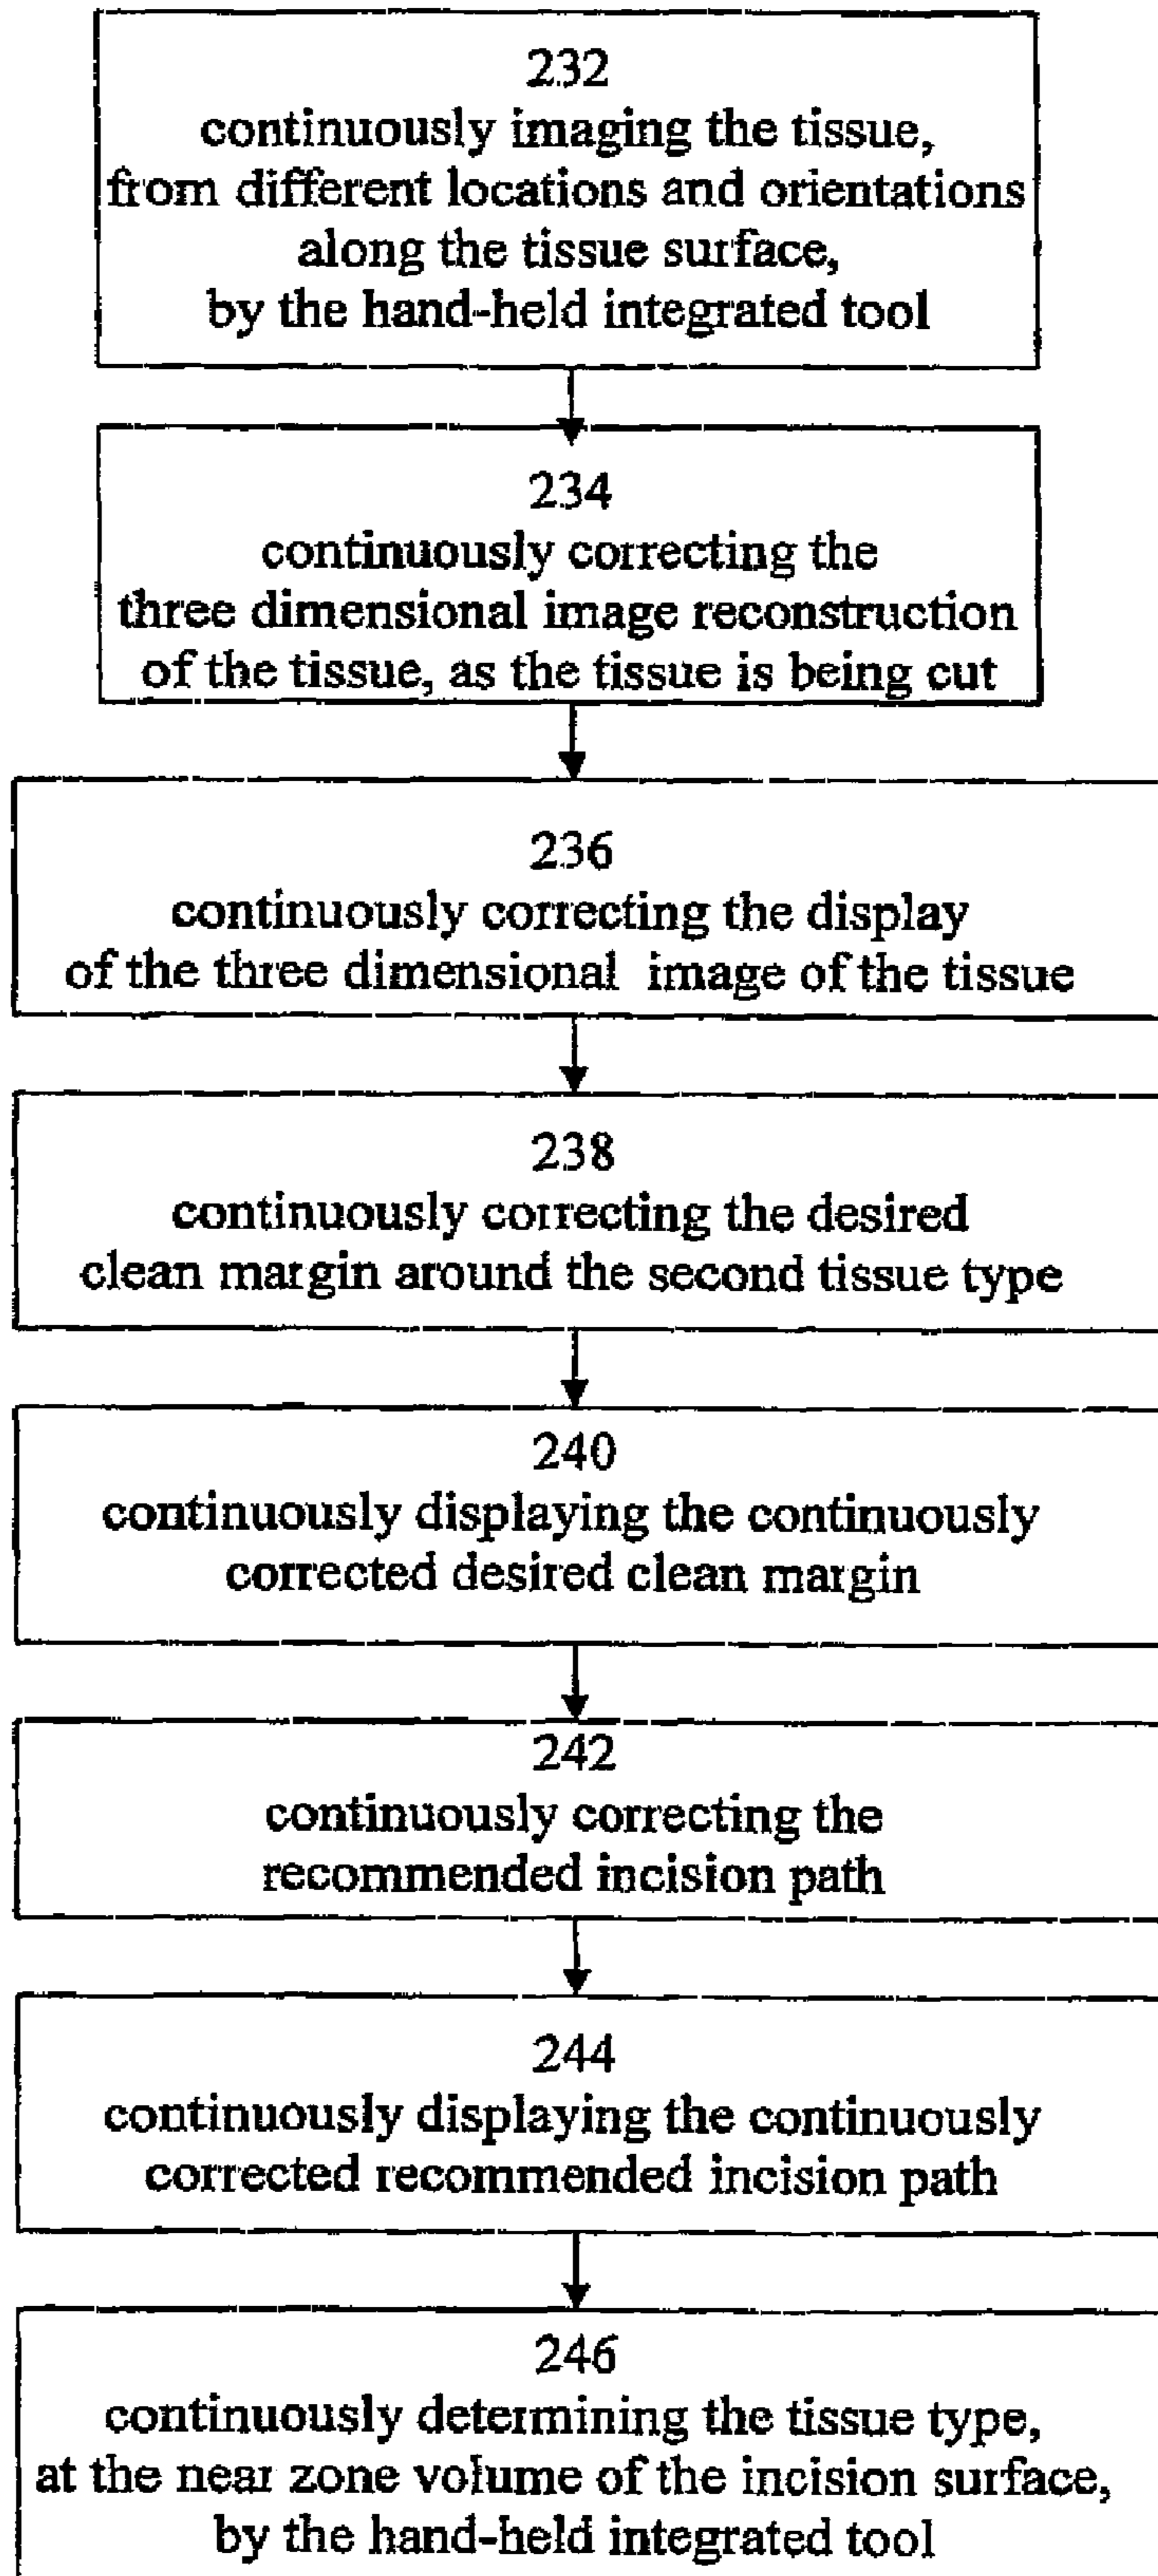 232
continuously imaging the tissue,
from different locations and orientations
along the tissue surface,
by the hand-held integrated tool
234
continuously correcting the
three dimensional image reconstruction
of the tissue, as the tissue is being cut
236
continuously correcting the display
of the three dimensional image of the tissue
238
continuously correcting the desired
clean margin around the second tissue type
240
continuously displaying the continuously
corrected desired clean margin
242
continuously correcting the
recommended incision path
244
continuously displaying the continuously
corrected recommended incision path
246
continuously determining the tissue type,
at the near zone volume of the incision surface,
by the hand-held integrated tool